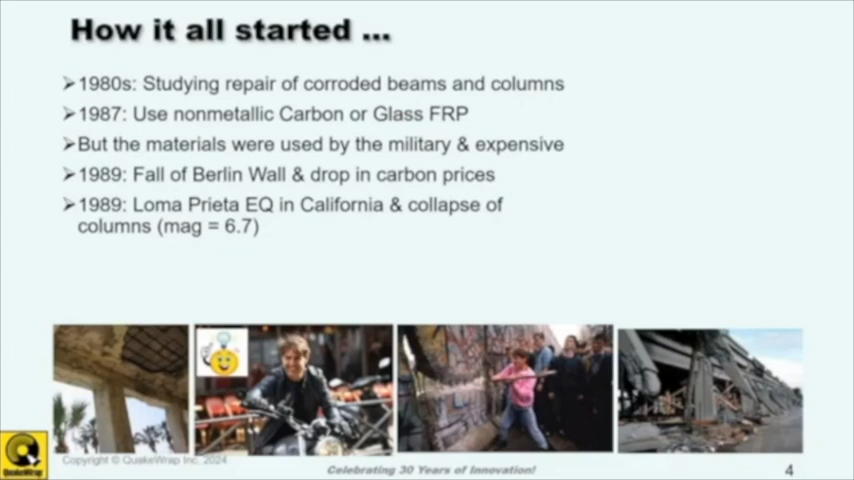 How it all started ...
➢1980s: Studying repair of corroded beams and columns
➢1987: Use nonmetallic Carbon or Glass FRP
➢But the materials were used by the military & expensive
➢1989: Fall of Berlin Wall & drop in carbon prices
➢1989: Loma Prieta EQ in California & collapse of
columns (mag = 6.7)
QuakeWrap
Copyright © QuakeWrap Inc. 2024
Celebrating 30 Years of Innovation!
4